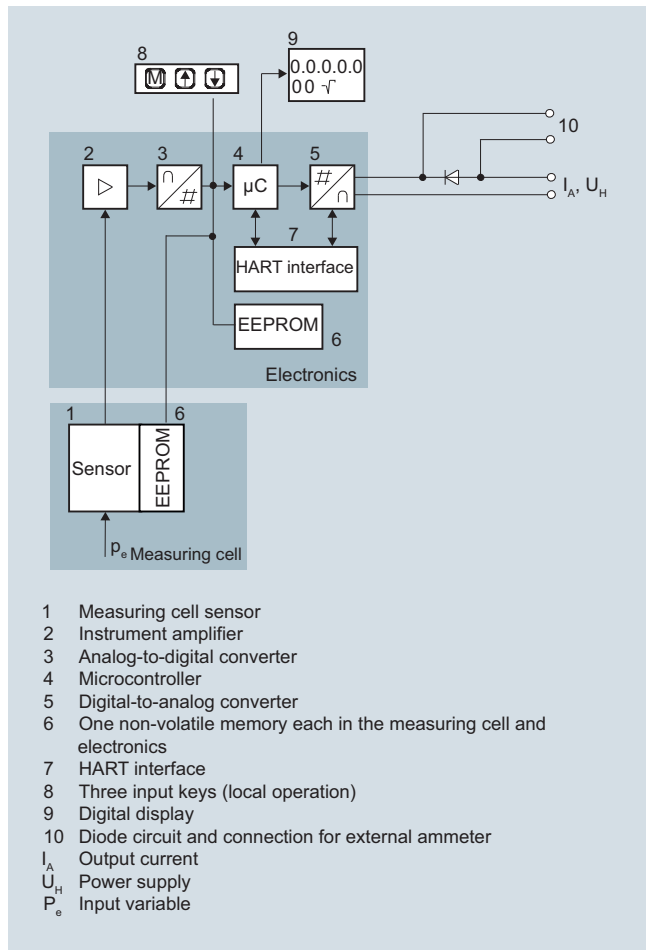 8
9
M
0.0.0.0.0
00 √
10
2
3
4
5
∩
#
µC
#
∩
I_A, U_H
7
HART interface
EEPROM
6
Electronics
1
6
Sensor
EEPROM
p_e Measuring cell
1 Measuring cell sensor
2 Instrument amplifier
3 Analog-to-digital converter
4 Microcontroller
5 Digital-to-analog converter
6 One non-volatile memory each in the measuring cell and
electronics
7 HART interface
8 Three input keys (local operation)
9 Digital display
10 Diode circuit and connection for external ammeter
I_A Output current
U_H Power supply
P_e Input variable